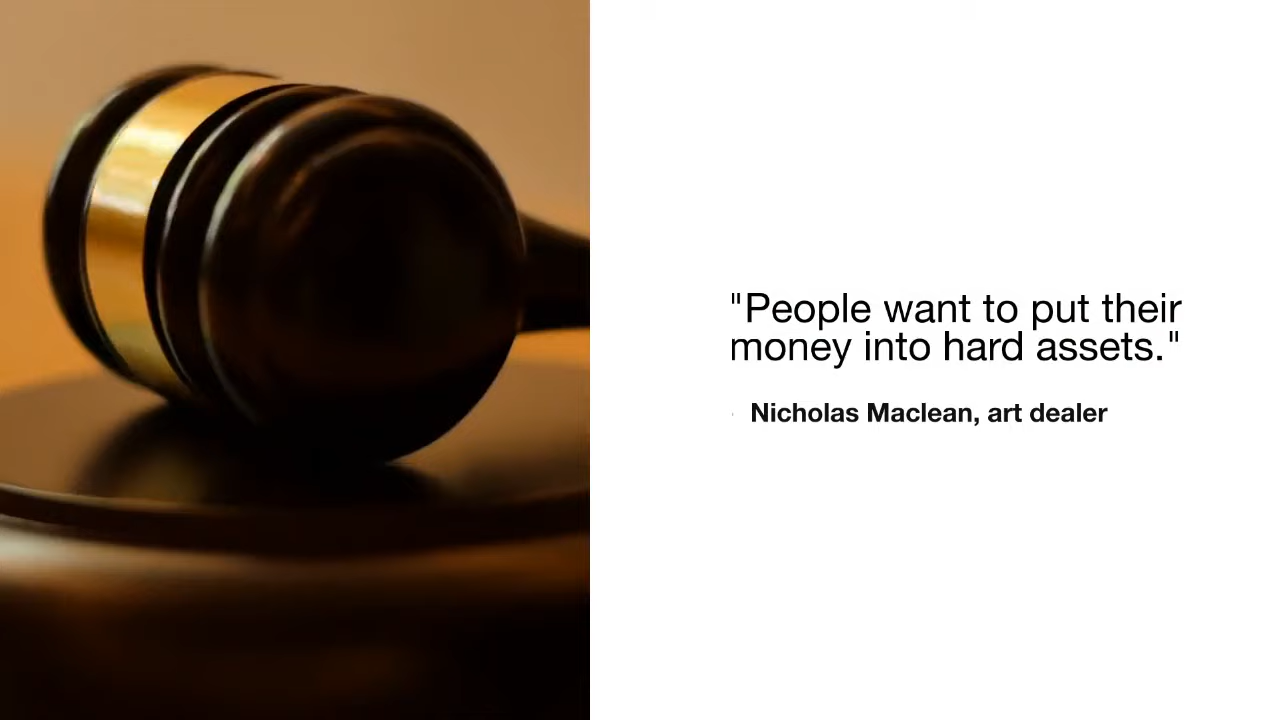 "People want to put their
money into hard assets."
Nicholas Maclean, art dealer